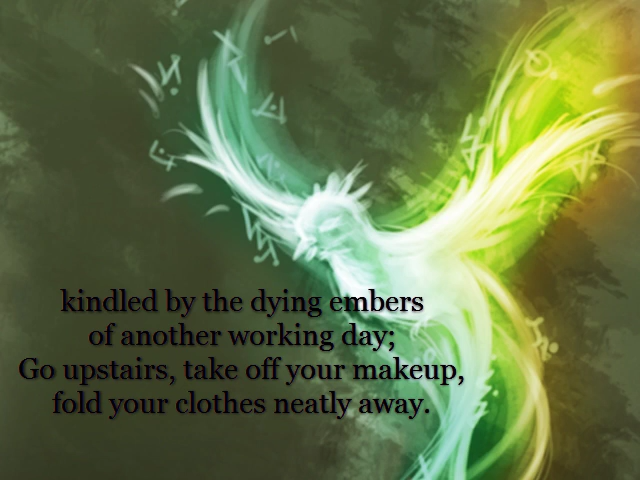 kindled by the dying embers
of another working day;
Go upstairs, take off your makeup,
fold your clothes neatly away.